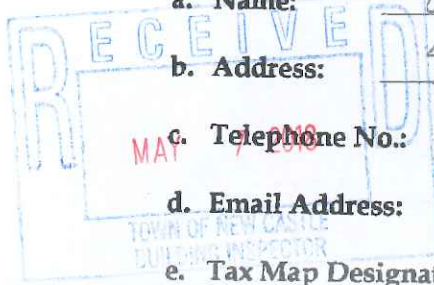 a. Name:
RECEIVED
b. Address:
c. Telephone No.:
MAY 7 2018
d. Email Address:
TOWN OF NEW CASTLE
BUILDING INSPECTOR
e. Tax Map Designat